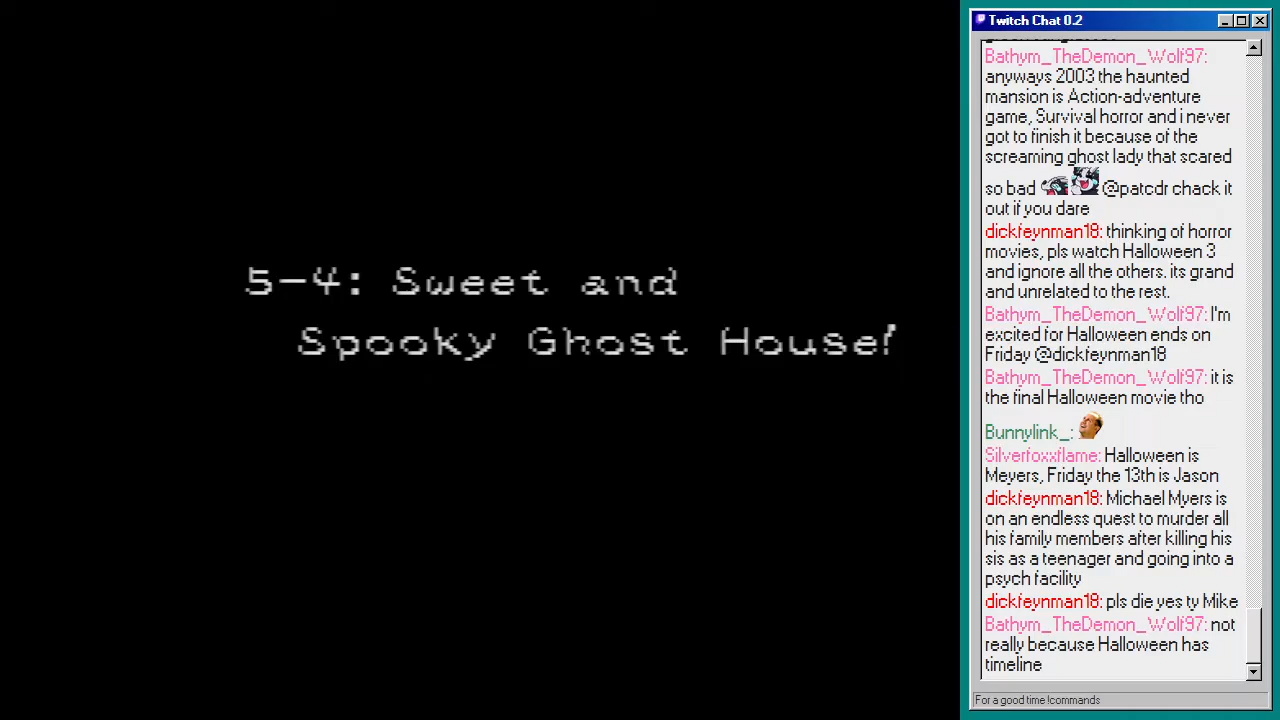 5-4: Sweet and
Spooky Ghost House!
Twitch Chat 0.2
Bathym_TheDemon_Wolf97:
anyways 2003 the haunted
mansion is Action-adventure
game, Survival horror and i never
got to finish it because of the
screaming ghost lady that scared
so bad @patcdr chack it
out if you dare
dickfeynman18: thinking of horror
movies, pls watch Halloween 3
and ignore all the others. its grand
and unrelated to the rest.
Bathym_TheDemon_Wolf97: I'm
excited for Halloween ends on
Friday @dickfeynman18
Bathym_TheDemon_Wolf97: it is
the final Halloween movie tho
Bunnylink_:
Silverfoxxflame: Halloween is
Meyers, Friday the 13th is Jason
dickfeynman18: Michael Myers is
on an endless quest to murder all
his family members after killing his
sis as a teenager and going into a
psych facility
dickfeynman18: pls die yes ty Mike
Bathym_TheDemon_Wolf97: not
really because Halloween has
timeline
For a good time !commands